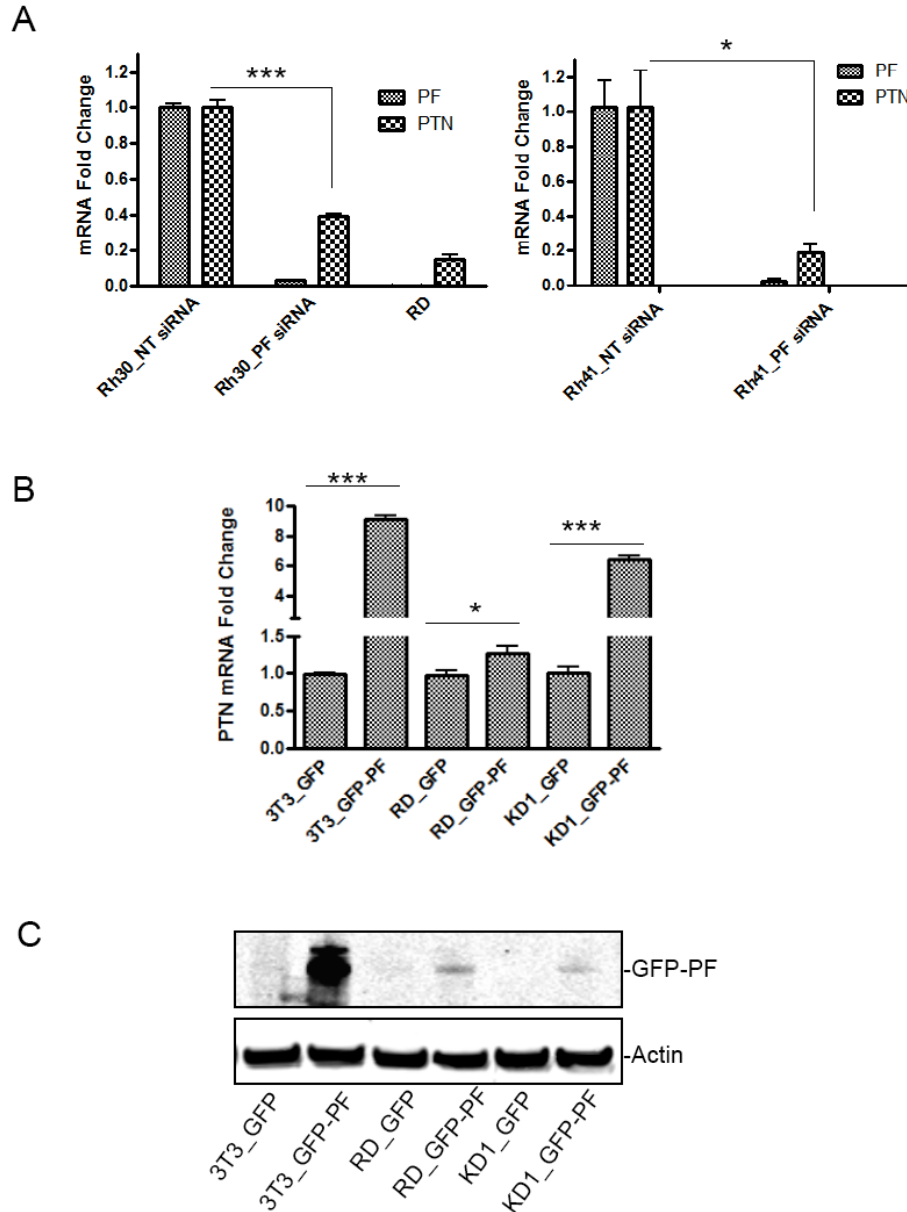 A
***
*
1.2
1.0
0.8
0.6
0.4
0.2
0.0
mRNA Fold Change
PF
PTN
Rh30_NT siRNA
Rh30_PF siRNA
RD
1.2
1.0
0.8
0.6
0.4
0.2
0.0
mRNA Fold Change
PF
PTN
Rh41_NT siRNA
Rh41_PF siRNA
B
***
*
***
10
8
6
4
1.5
1.0
0.5
0.0
PTN mRNA Fold Change
3T3_GFP
3T3_GFP-PF
RD_GFP
RD_GFP-PF
KD1_GFP
KD1_GFP-PF
C
-GFP-PF
-Actin
3T3_GFP
3T3_GFP-PF
RD_GFP
RD_GFP-PF
KD1_GFP
KD1_GFP-PF